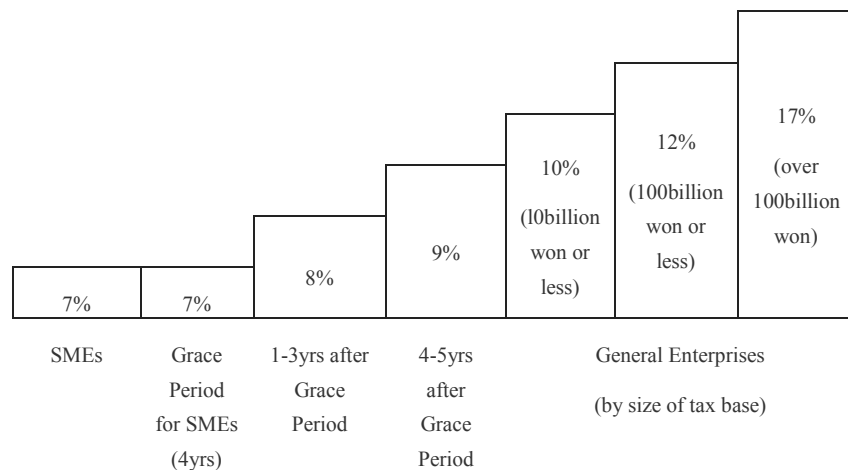 7%
7%
8%
9%
10%
(l0billion
won or
less)
12%
(100billion
won or
less)
17%
(over
100billion
won)
SMEs
Grace
Period
for SMEs
(4yrs)
1-3yrs after
Grace
Period
4-5yrs
after
Grace
Period
General Enterprises
(by size of tax base)